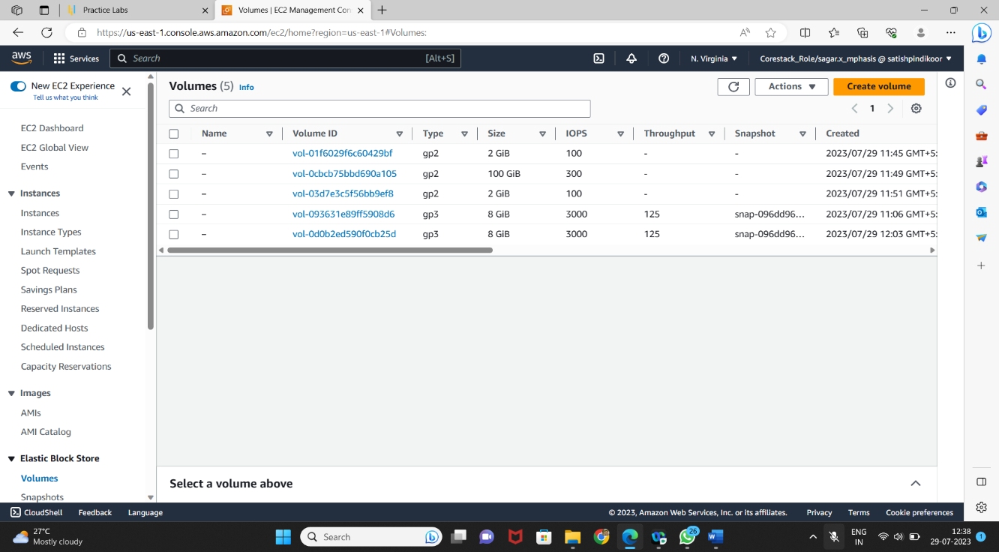 Practice Labs
Volumes | EC2 Management Con
https://us-east-1.console.aws.amazon.com/ec2/home?region=us-east-1#Volumes:
aws Services Search [Alt+S] N. Virginia Corestack_Role/sagar.x_mphasis @ satishpindikoor
New EC2 Experience
Tell us what you think
EC2 Dashboard
EC2 Global View
Events
Instances
Instances
Instance Types
Launch Templates
Spot Requests
Savings Plans
Reserved Instances
Dedicated Hosts
Scheduled Instances
Capacity Reservations
Images
AMIs
AMI Catalog
Elastic Block Store
Volumes
Snapshots
Volumes (5) Info Actions Create volume
Search 1
Name Volume ID Type Size IOPS Throughput Snapshot Created
– vol-01f6029f6c60429bf gp2 2 GiB 100 - - 2023/07/29 11:45 GMT+5:
– vol-0cbcb75bbd690a105 gp2 100 GiB 300 - - 2023/07/29 11:49 GMT+5:
– vol-03d7e3c5f56bb9ef8 gp2 2 GiB 100 - - 2023/07/29 11:51 GMT+5:
– vol-093631e89ff5908d6 gp3 8 GiB 3000 125 snap-096dd96... 2023/07/29 11:06 GMT+5:
– vol-0d0b2ed590f0cb25d gp3 8 GiB 3000 125 snap-096dd96... 2023/07/29 12:03 GMT+5:
Select a volume above
CloudShell Feedback Language © 2023, Amazon Web Services, Inc. or its affiliates. Privacy Terms Cookie preferences
27°C
Mostly cloudy
Search
26
ENG
IN
12:38
29-07-2023
1